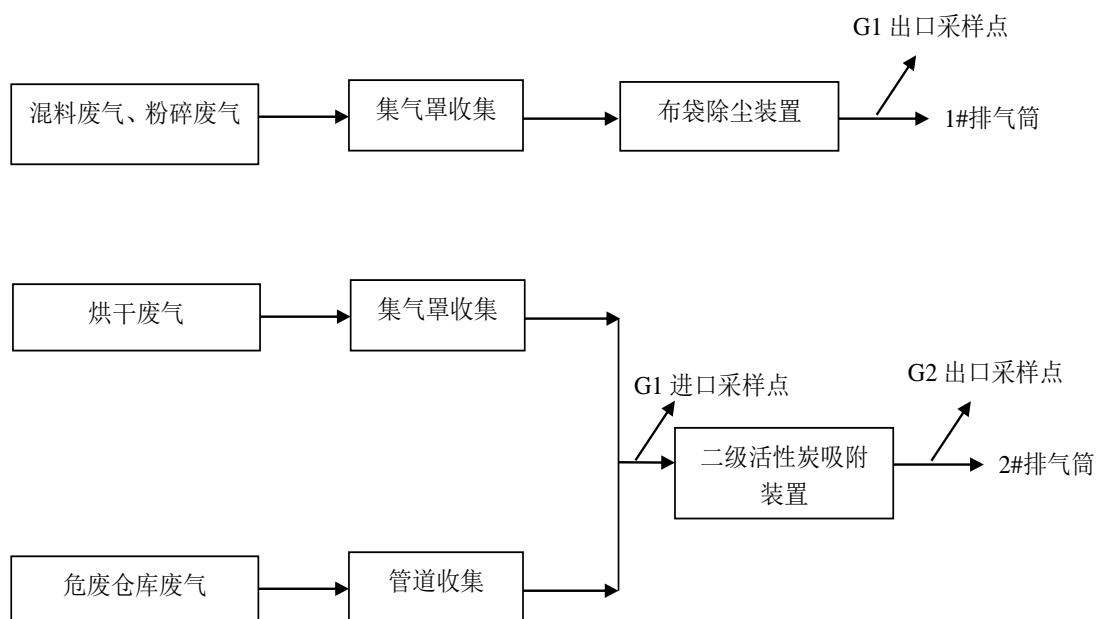 G1 出口采样点
混料废气、粉碎废气
集气罩收集
布袋除尘装置
1#排气筒
烘干废气
集气罩收集
G1 进口采样点
G2 出口采样点
二级活性炭吸附
装置
2#排气筒
危废仓库废气
管道收集